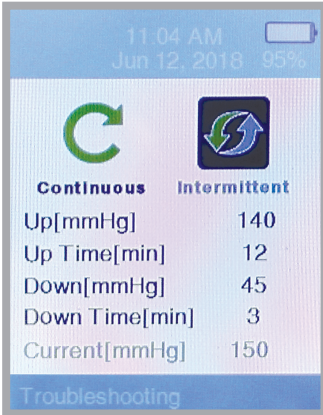 11:04 AM
Jun 12, 2018 95%
Continuous Intermittent
Up[mmHg] 140
Up Time[min] 12
Down[mmHg] 45
Down Time[min] 3
Current[mmHg] 150
Troubleshooting